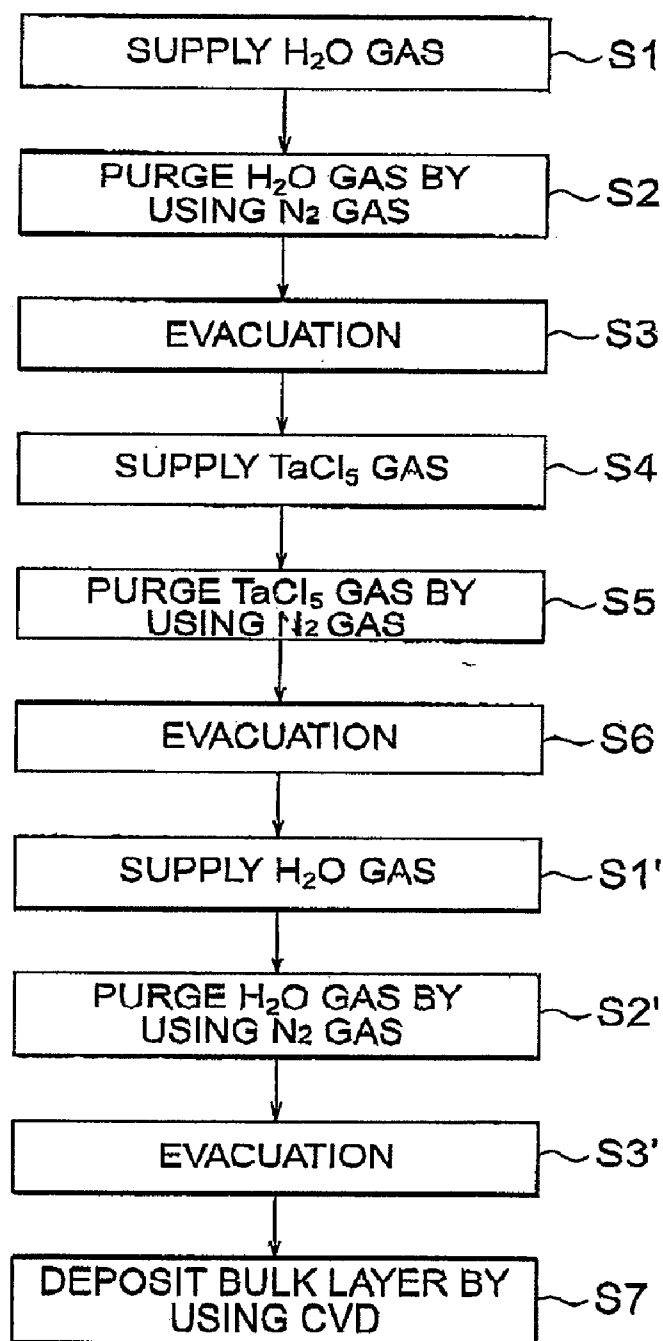 SUPPLY H₂O GAS
S1
PURGE H₂O GAS BY
USING N₂ GAS
S2
EVACUATION
S3
SUPPLY TaCl₅ GAS
S4
PURGE TaCl₅ GAS BY
USING N₂ GAS
S5
EVACUATION
S6
SUPPLY H₂O GAS
S1'
PURGE H₂O GAS BY
USING N₂ GAS
S2'
EVACUATION
S3'
DEPOSIT BULK LAYER BY
USING CVD
S7